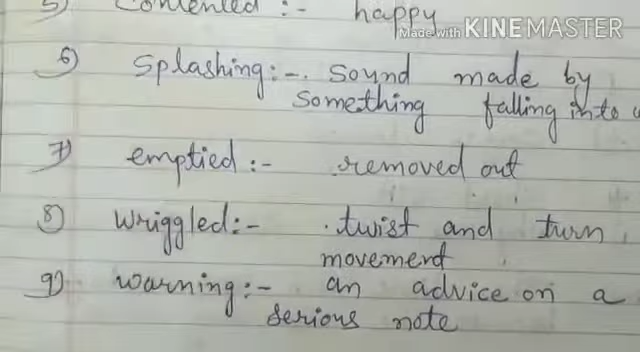 5) Contented :- happy
Made with KINEMASTER
6) Splashing :- Sound made by
something falling into
7) emptied :- removed out
8) wriggled :- twist and turn
movement
9) warning :- an advice on a
serious note